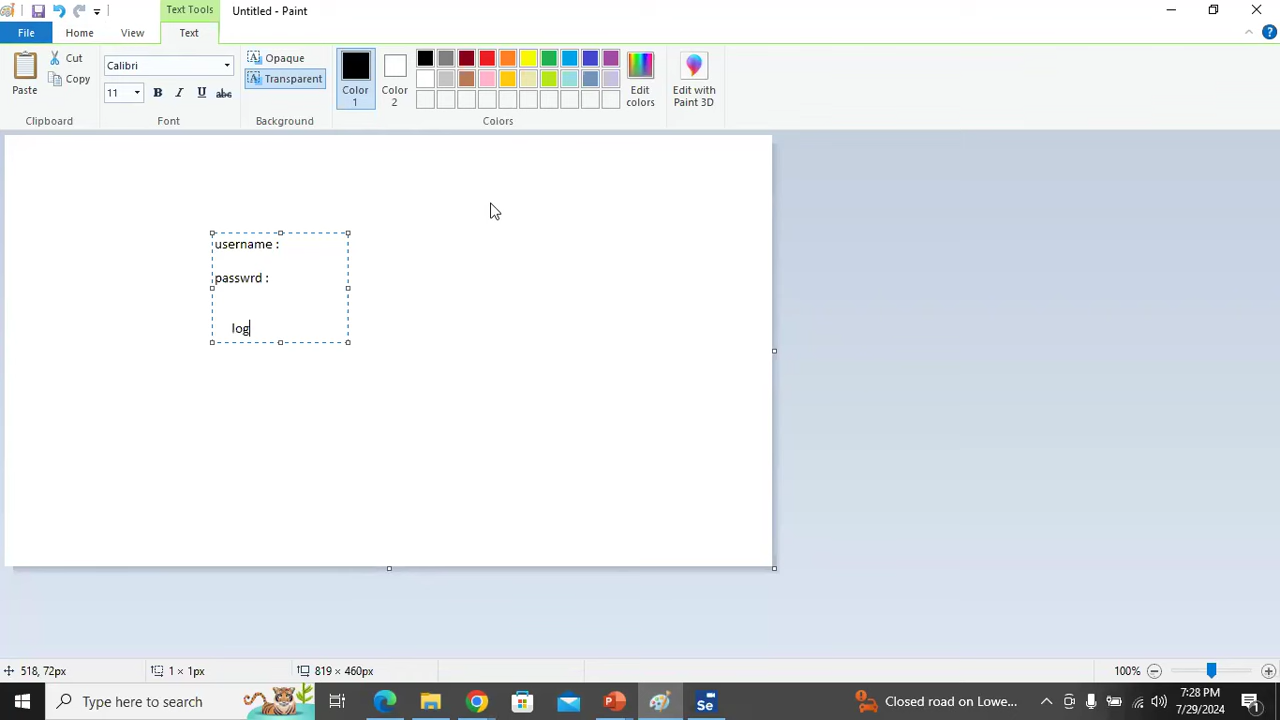 Text Tools
Untitled - Paint
File
Home
View
Text
Paste
Cut
Copy
Clipboard
Calibri
11
B I U abc
Font
Opaque
Transparent
Background
Color 1
Color 2
Edit colors
Colors
Edit with Paint 3D
username :
passwrd :
log
518, 72px
1 × 1px
819 × 460px
100%
Type here to search
Se
Closed road on Lowe...
7:28 PM
7/29/2024
1